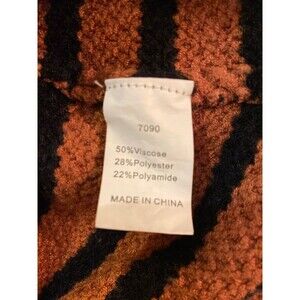 7090
50%Viscose
28%Polyester
22%Polyamide
MADE IN CHINA